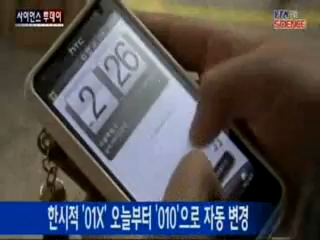 사이언스 투데이
YTN
SCIENCE
hTC
2 26
한시적 '01X' 오늘부터 '010'으로 자동 변경